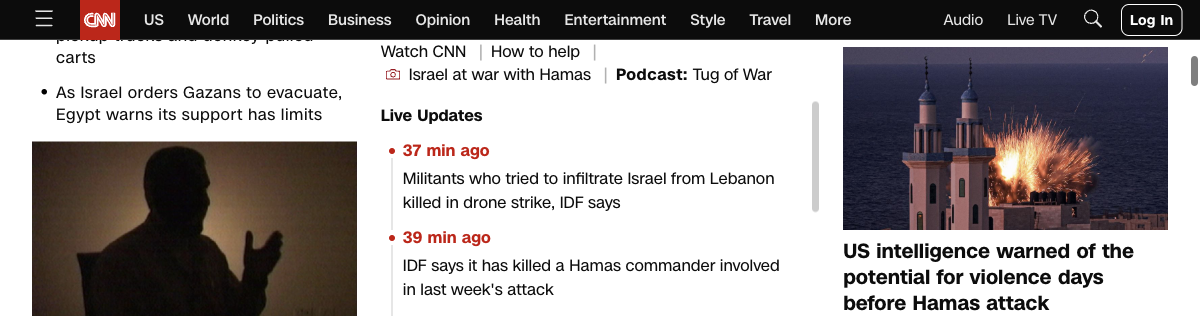 CNN US World Politics Business Opinion Health Entertainment Style Travel More Audio Live TV Log In
carts
• As Israel orders Gazans to evacuate,
Egypt warns its support has limits
Watch CNN | How to help |
Israel at war with Hamas | Podcast: Tug of War
Live Updates
37 min ago
Militants who tried to infiltrate Israel from Lebanon
killed in drone strike, IDF says
39 min ago
IDF says it has killed a Hamas commander involved
in last week's attack
US intelligence warned of the
potential for violence days
before Hamas attack